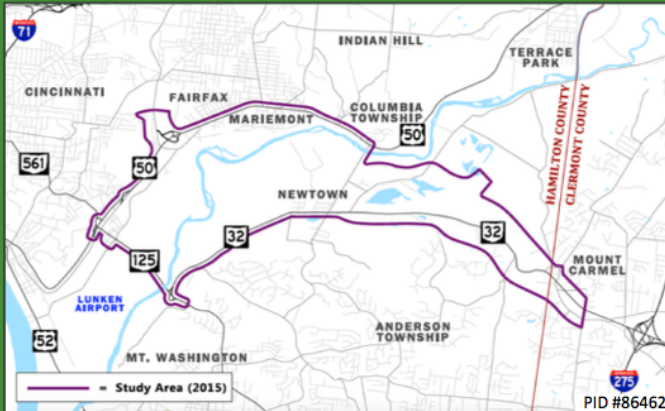 71
INDIAN HILL
TERRACE
PARK
CINCINNATI
FAIRFAX
MARIEMONT
COLUMBIA
TOWNSHIP
50
HAMILTON COUNTY
CLERMONT COUNTY
561
50
NEWTOWN
32
32
125
MOUNT
CARMEL
LUNKEN
AIRPORT
52
ANDERSON
TOWNSHIP
MT. WASHINGTON
275
= Study Area (2015)
PID #86462